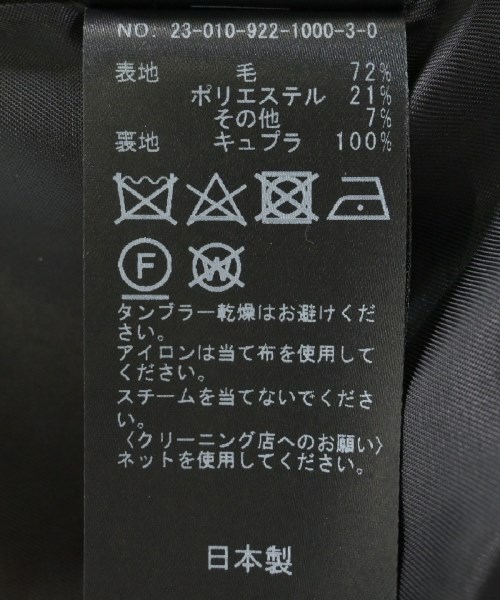 NO: 23-010-922-1000-3-0
表地 毛 72%
ポリエステル 21%
その他 7%
裏地 キュプラ 100%
F W
タンブラー乾燥はお避けくだ
さい。
アイロンは当て布を使用して
ください。
スチームを当てないでくださ
い。
〈クリーニング店へのお願い〉
ネットを使用してください。
日本製